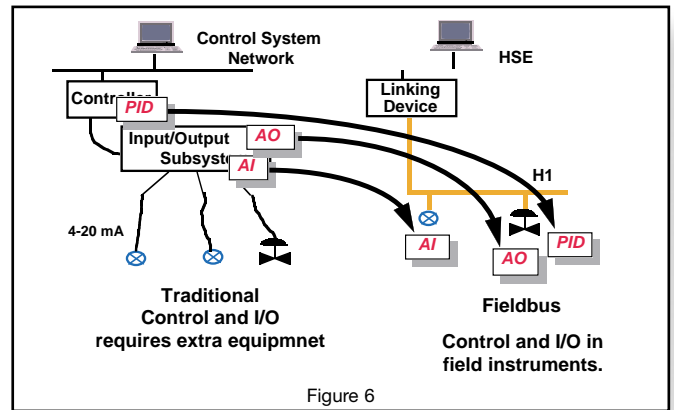 Control System
Network
HSE
Controller
PID
Linking
Device
Input/Output
AO
Subsyste
AI
H1
4-20 mA
AI
AO
PID
Traditional
Control and I/O
requires extra equipmnet
Fieldbus
Control and I/O in
field instruments.
Figure 6